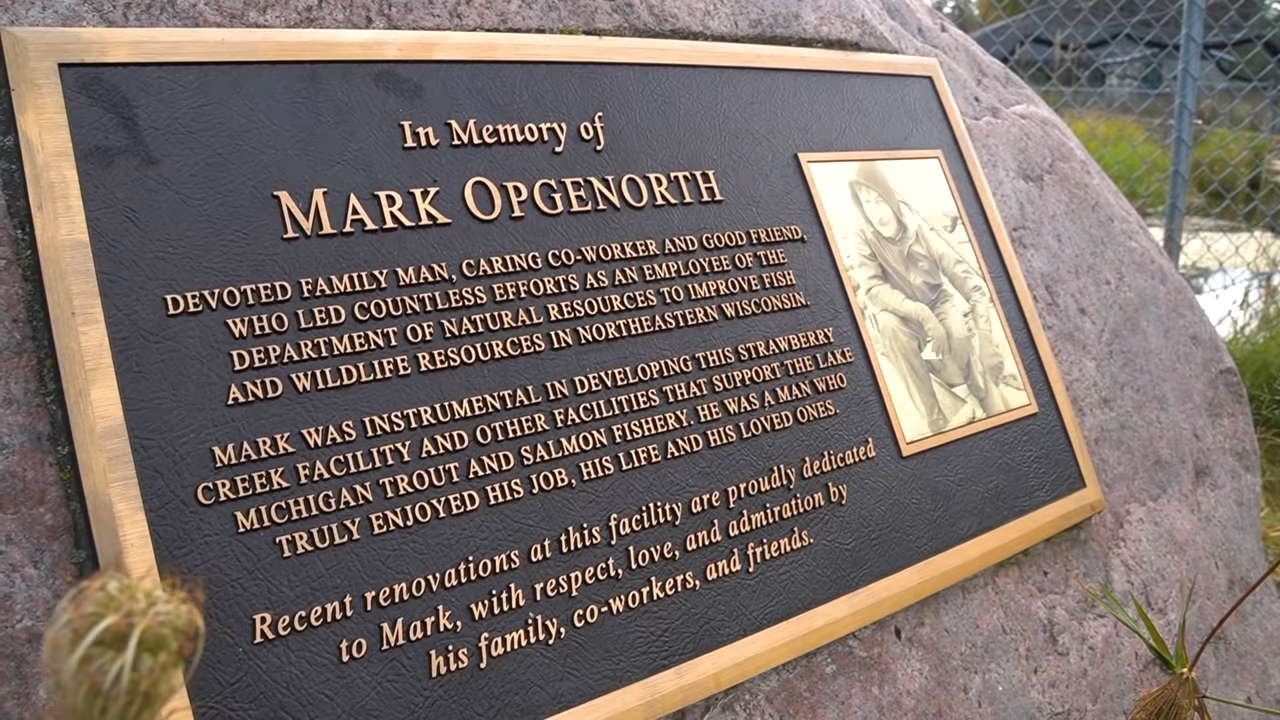 In Memory of
MARK OPGENORTH
DEVOTED FAMILY MAN, CARING CO-WORKER AND GOOD FRIEND,
WHO LED COUNTLESS EFFORTS AS AN EMPLOYEE OF THE
DEPARTMENT OF NATURAL RESOURCES TO IMPROVE FISH
AND WILDLIFE RESOURCES IN NORTHEASTERN WISCONSIN.
MARK WAS INSTRUMENTAL IN DEVELOPING THIS STRAWBERRY
CREEK FACILITY AND OTHER FACILITIES THAT SUPPORT THE LAKE
MICHIGAN TROUT AND SALMON FISHERY. HE WAS A MAN WHO
TRULY ENJOYED HIS JOB, HIS LIFE AND HIS LOVED ONES.
Recent renovations at this facility are proudly dedicated
to Mark, with respect, love, and admiration by
his family, co-workers, and friends.